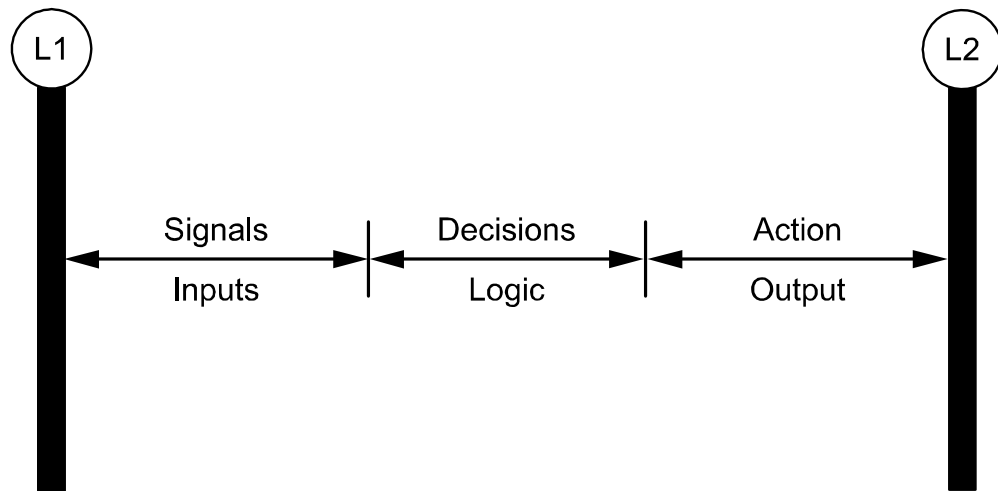 L1
L2
Signals
Decisions
Action
Inputs
Logic
Output